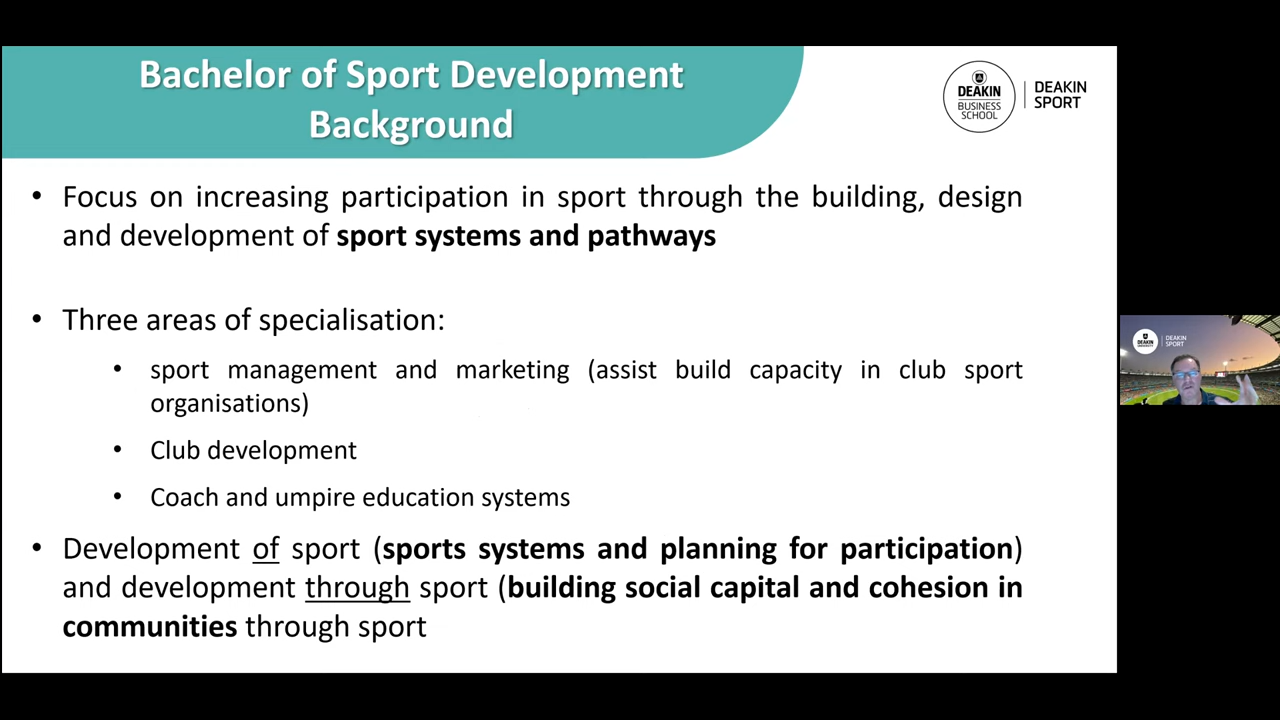 Bachelor of Sport Development
Background
DEAKIN
BUSINESS
SCHOOL
DEAKIN
SPORT
• Focus on increasing participation in sport through the building, design
and development of sport systems and pathways
• Three areas of specialisation:
• sport management and marketing (assist build capacity in club sport
organisations)
• Club development
• Coach and umpire education systems
• Development of sport (sports systems and planning for participation)
and development through sport (building social capital and cohesion in
communities through sport
DEAKIN
DEAKIN
SPORT